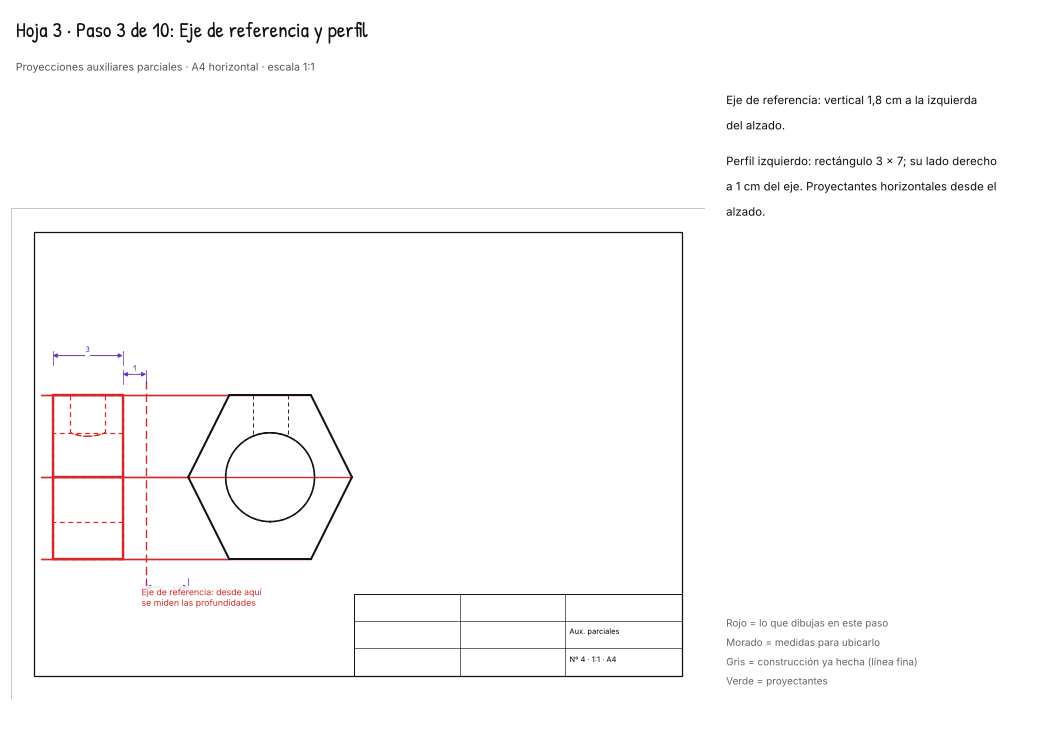 Hoja 3 · Paso 3 de 10: Eje de referencia y perfil
Proyecciones auxiliares parciales · A4 horizontal · escala 1:1
Eje de referencia: vertical 1,8 cm a la izquierda
del alzado.
Perfil izquierdo: rectángulo 3 × 7; su lado derecho
a 1 cm del eje. Proyectantes horizontales desde el
alzado.
3
1
Eje de referencia: desde aquí
se miden las profundidades
Aux. parciales
Nº 4 · 1:1 · A4
Rojo = lo que dibujas en este paso
Morado = medidas para ubicarlo
Gris = construcción ya hecha (línea fina)
Verde = proyectantes